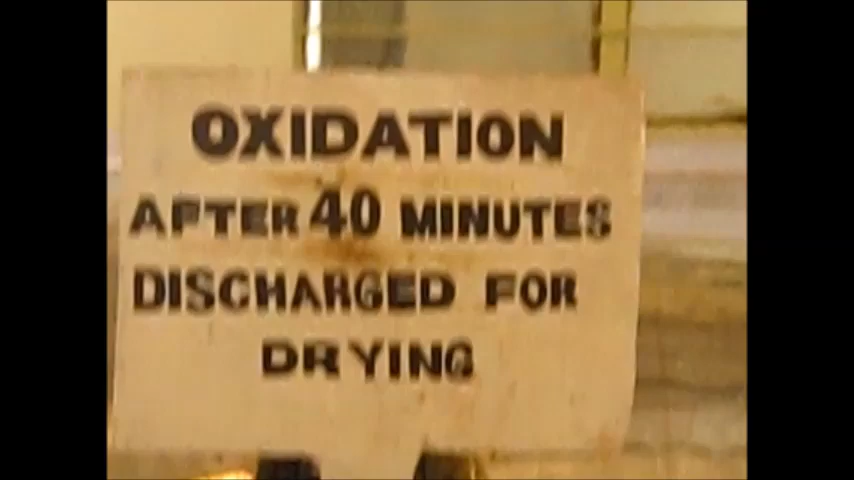 OXIDATION
AFTER 40 MINUTES
DISCHARGED FOR
DRYING